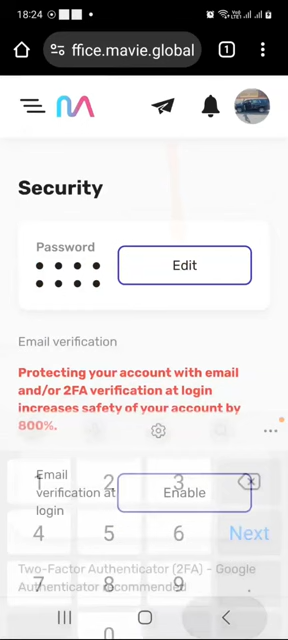 18:24
ffice.mavie.global
1
Security
Password
Edit
Email verification
Protecting your account with email
and/or 2FA verification at login
increases safety of your account by
800%.
1 2 3
Email
verification at
login
Enable
4 5 6 Next
Two-Factor Authentication (2FA) – Google
Authenticator recommended
7 8 9 .
0